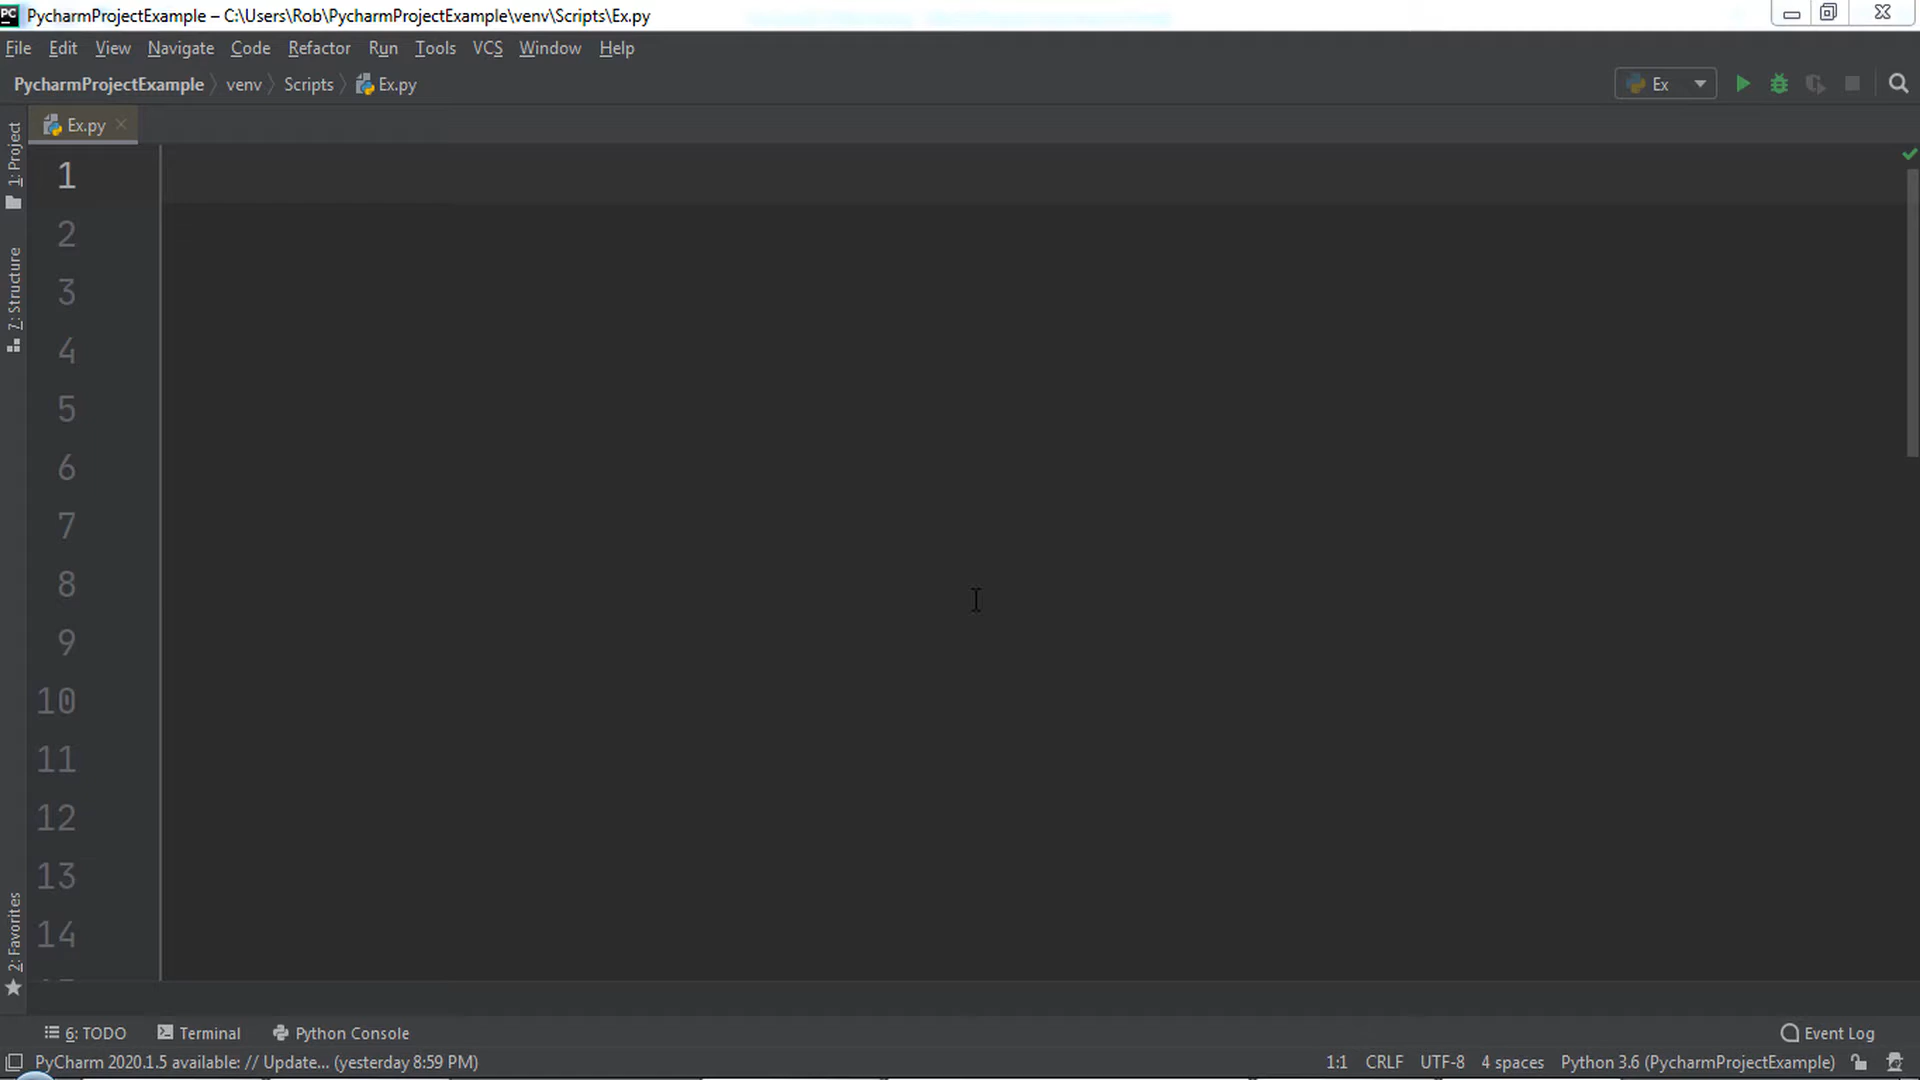 PC PycharmProjectExample – C:\Users\Rob\PycharmProjectExample\venv\Scripts\Ex.py
File Edit View Navigate Code Refactor Run Tools VCS Window Help
PycharmProjectExample venv Scripts Ex.py Ex
Ex.py
1: Project
7: Structure
2: Favorites
1
2
3
4
5
6
7
8
9
10
11
12
13
14
6: TODO Terminal Python Console Event Log
PyCharm 2020.1.5 available: // Update... (yesterday 8:59 PM) 1:1 CRLF UTF-8 4 spaces Python 3.6 (PycharmProjectExample)